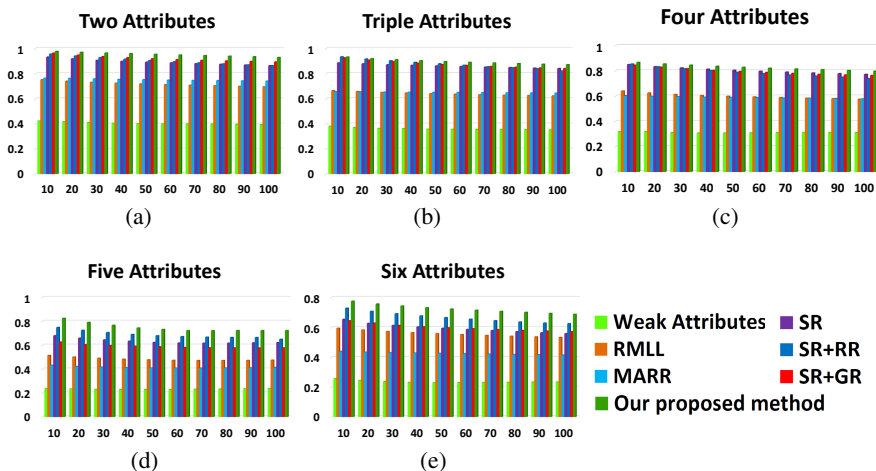 Two Attributes
1
0.8
0.6
0.4
0.2
0
10 20 30 40 50 60 70 80 90 100
(a)
Triple Attributes
1
0.8
0.6
0.4
0.2
0
10 20 30 40 50 60 70 80 90 100
(b)
Four Attributes
1
0.8
0.6
0.4
0.2
0
10 20 30 40 50 60 70 80 90 100
(c)
Five Attributes
1
0.8
0.6
0.4
0.2
0
10 20 30 40 50 60 70 80 90 100
(d)
Six Attributes
0.8
0.6
0.4
0.2
0
10 20 30 40 50 60 70 80 90 100
(e)
Weak Attributes
SR
RMLL
SR+RR
MARR
SR+GR
Our proposed method